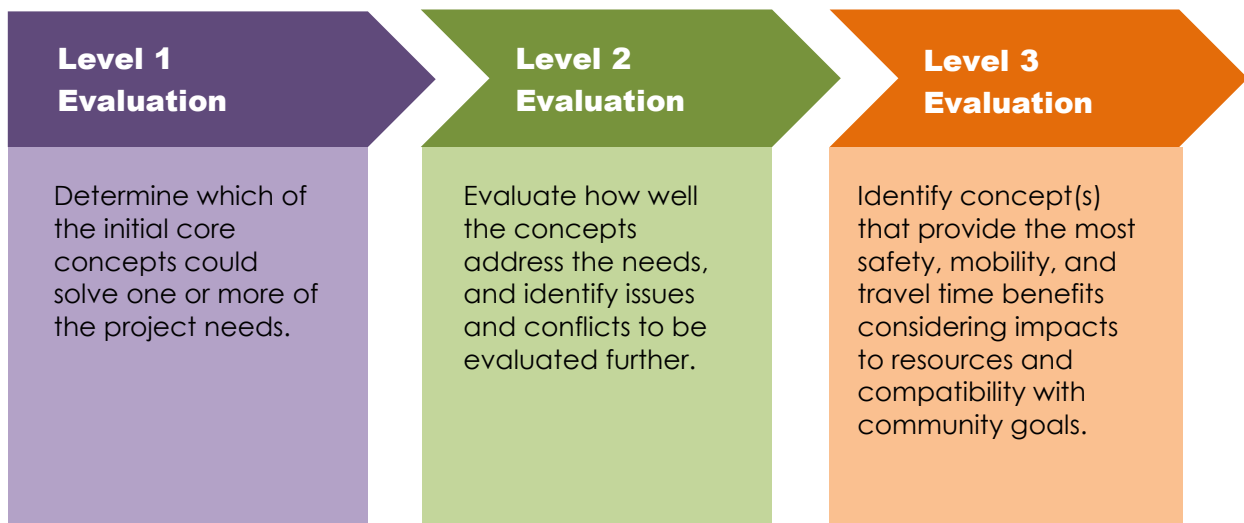 Level 1
Evaluation
Determine which of
the initial core
concepts could
solve one or more of
the project needs.
Level 2
Evaluation
Evaluate how well
the concepts
address the needs,
and identify issues
and conflicts to be
evaluated further.
Level 3
Evaluation
Identify concept(s)
that provide the most
safety, mobility, and
travel time benefits
considering impacts
to resources and
compatibility with
community goals.